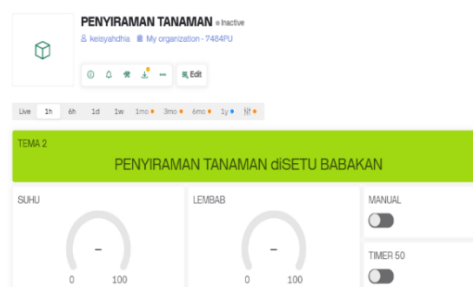 PENYIRAMAN TANAMAN Inactive
keisyahdhia My organization - 7484PU
Edit
Live 1h 6h 1d 1w 1mo 3mo 6mo 1y
TEMA 2
PENYIRAMAN TANAMAN diSETU BABAKAN
SUHU LEMBAB MANUAL
- -
TIMER 50
0 100 0 100